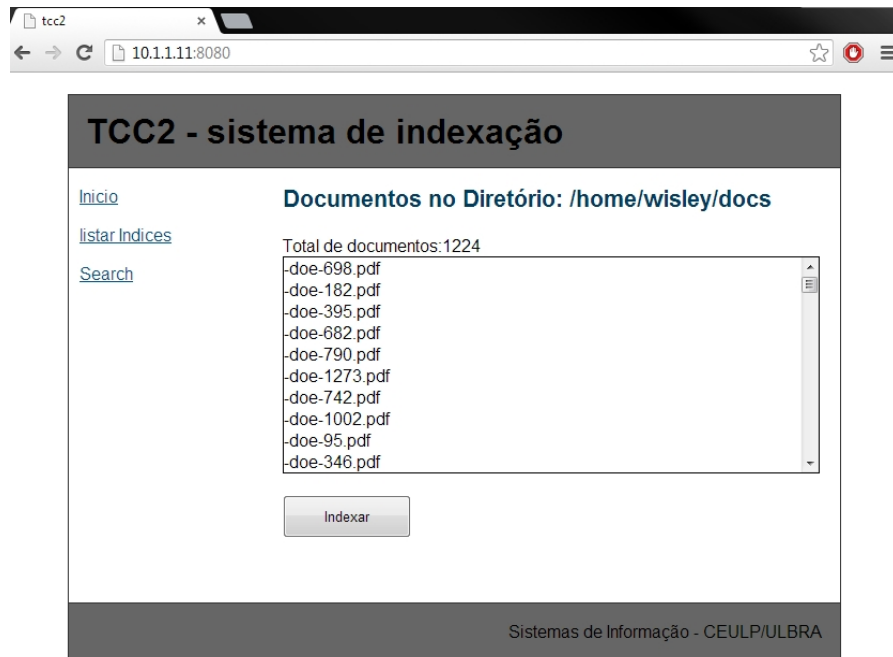 tcc2
10.1.1.11:8080
TCC2 - sistema de indexação
Inicio
listar Indices
Search
Documentos no Diretório: /home/wisley/docs
Total de documentos:1224
-doe-698.pdf
-doe-182.pdf
-doe-395.pdf
-doe-682.pdf
-doe-790.pdf
-doe-1273.pdf
-doe-742.pdf
-doe-1002.pdf
-doe-95.pdf
-doe-346.pdf
Indexar
Sistemas de Informação - CEULP/ULBRA